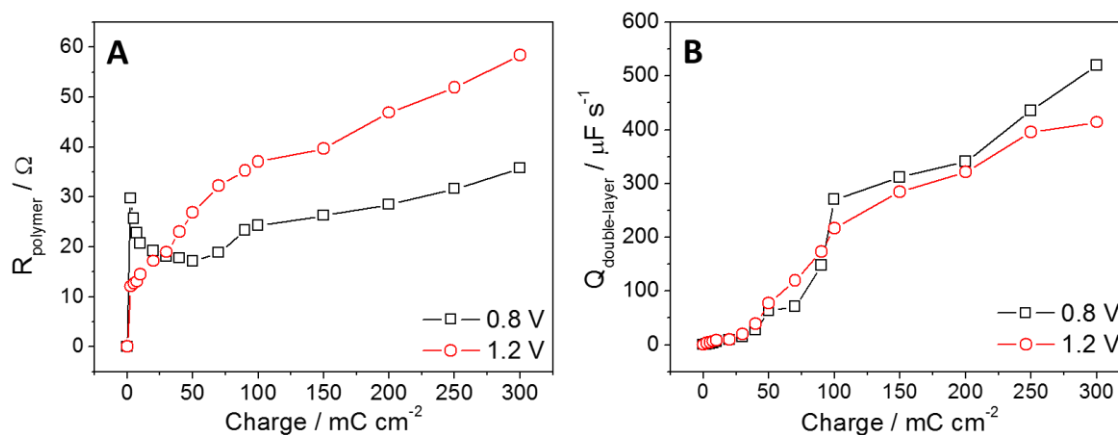 A
R polymer / Ω
60
50
40
30
20
10
0
0 50 100 150 200 250 300
Charge / mC cm⁻²
0.8 V
1.2 V
B
Q double-layer / μF s⁻¹
600
500
400
300
200
100
0
0 50 100 150 200 250 300
Charge / mC cm⁻²
0.8 V
1.2 V